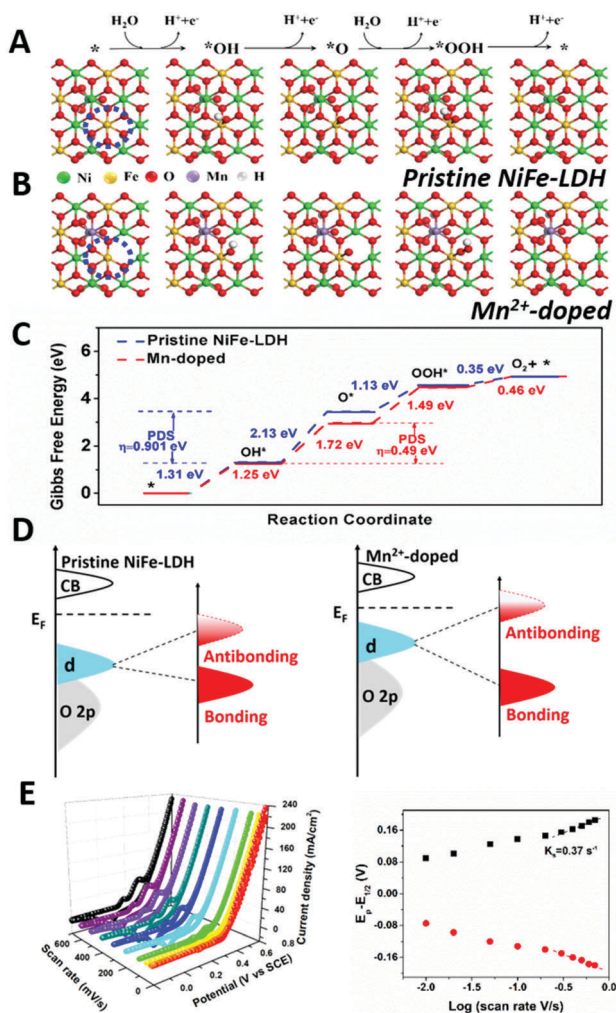 A
H₂O H⁺+e⁻ H⁺+e⁻ H₂O H⁺+e⁻ H⁺+e⁻
* *OH *O *OOH *
Ni Fe O Mn H
Pristine NiFe-LDH
B
Mn²⁺-doped
C
Gibbs Free Energy (eV)
6
4
2
0
Pristine NiFe-LDH
Mn-doped
*
1.31 eV
PDS
η=0.901 eV
OH*
1.25 eV
2.13 eV
1.72 eV
O*
1.13 eV
PDS
η=0.49 eV
OOH*
1.49 eV
0.35 eV
0.46 eV
O₂+ *
Reaction Coordinate
D
Pristine NiFe-LDH
CB
E_F
d
O 2p
Antibonding
Bonding
Mn²⁺-doped
CB
E_F
d
O 2p
Antibonding
Bonding
E
Current density (mA/cm²)
240
200
160
120
80
40
0
Scan rate (mV/s)
600
400
200
0
Potential (V vs SCE)
0.0
0.2
0.4
0.6
0.8
E_p-E_1/2 (V)
0.16
0.08
0.00
-0.08
-0.16
K_s=0.37 s⁻¹
-2.0 -1.5 -1.0 -0.5 0.0
Log (scan rate V/s)